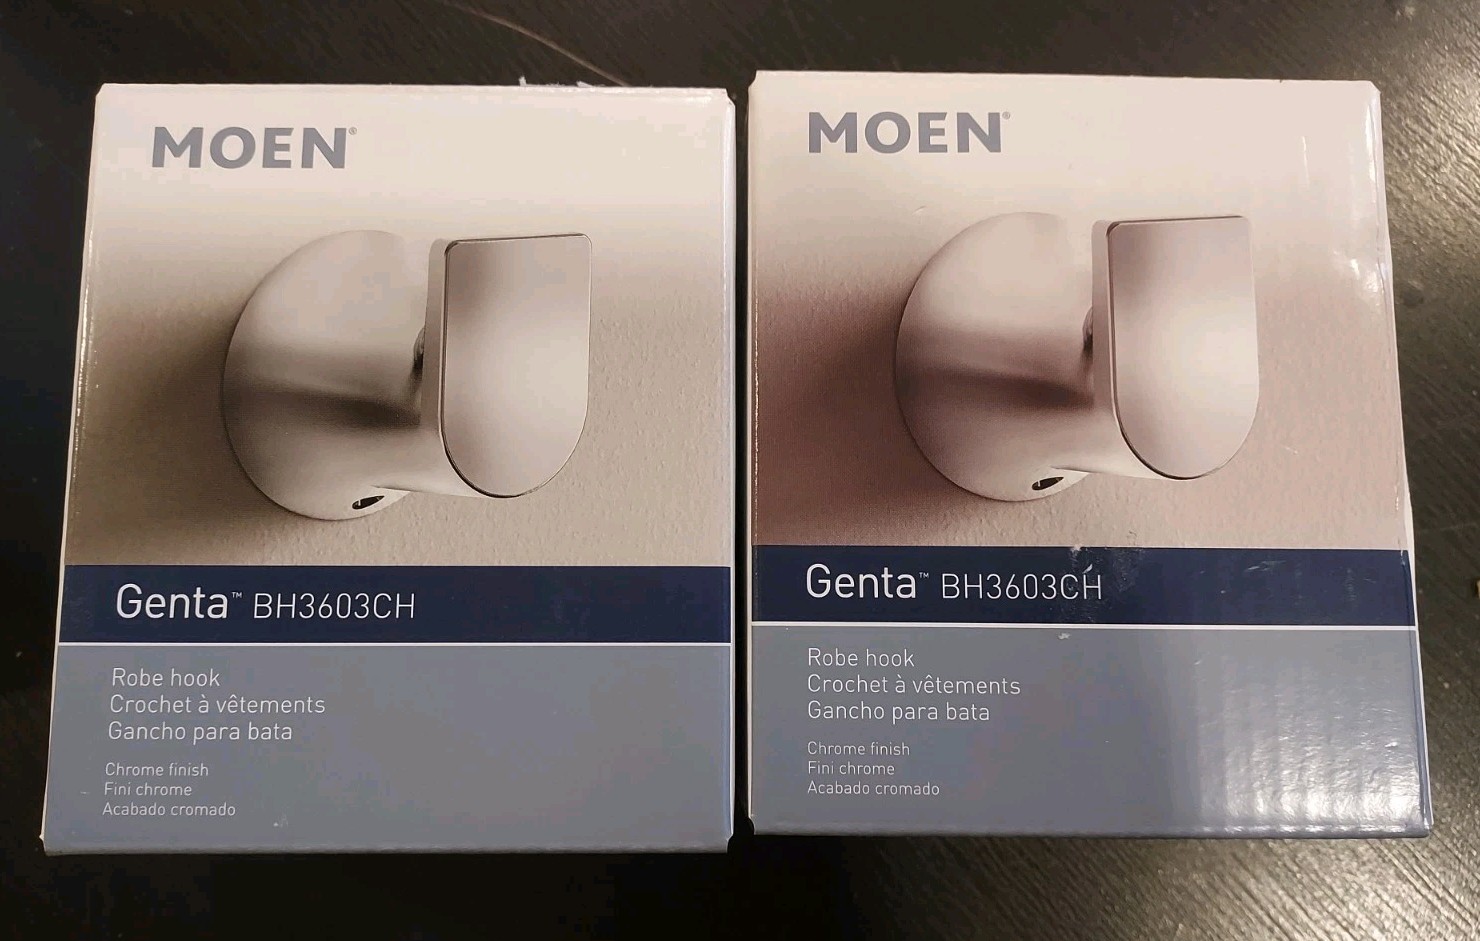 MOEN®
Genta™ BH3603CH
Robe hook
Crochet à vêtements
Gancho para bata
Chrome finish
Fini chrome
Acabado cromado
MOEN®
Genta™ BH3603CH
Robe hook
Crochet à vêtements
Gancho para bata
Chrome finish
Fini chrome
Acabado cromado